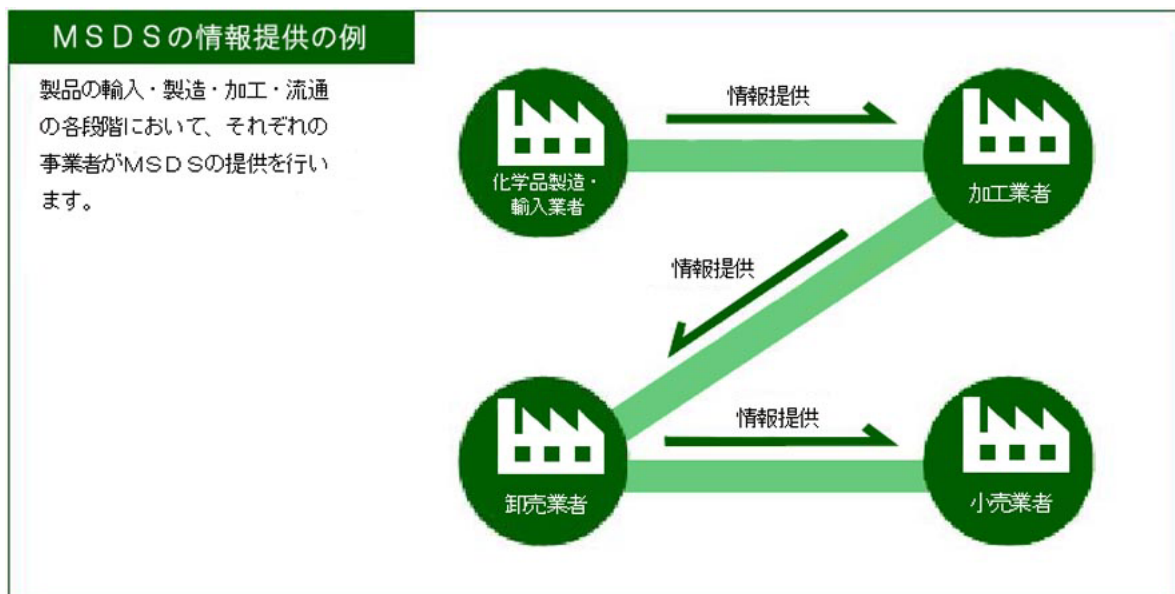 ＭＳＤＳの情報提供の例
製品の輸入・製造・加工・流通
の各段階において、それぞれの
事業者がＭＳＤＳの提供を行い
ます。
情報提供
化学品製造・
輸入業者
加工業者
情報提供
情報提供
卸売業者
小売業者